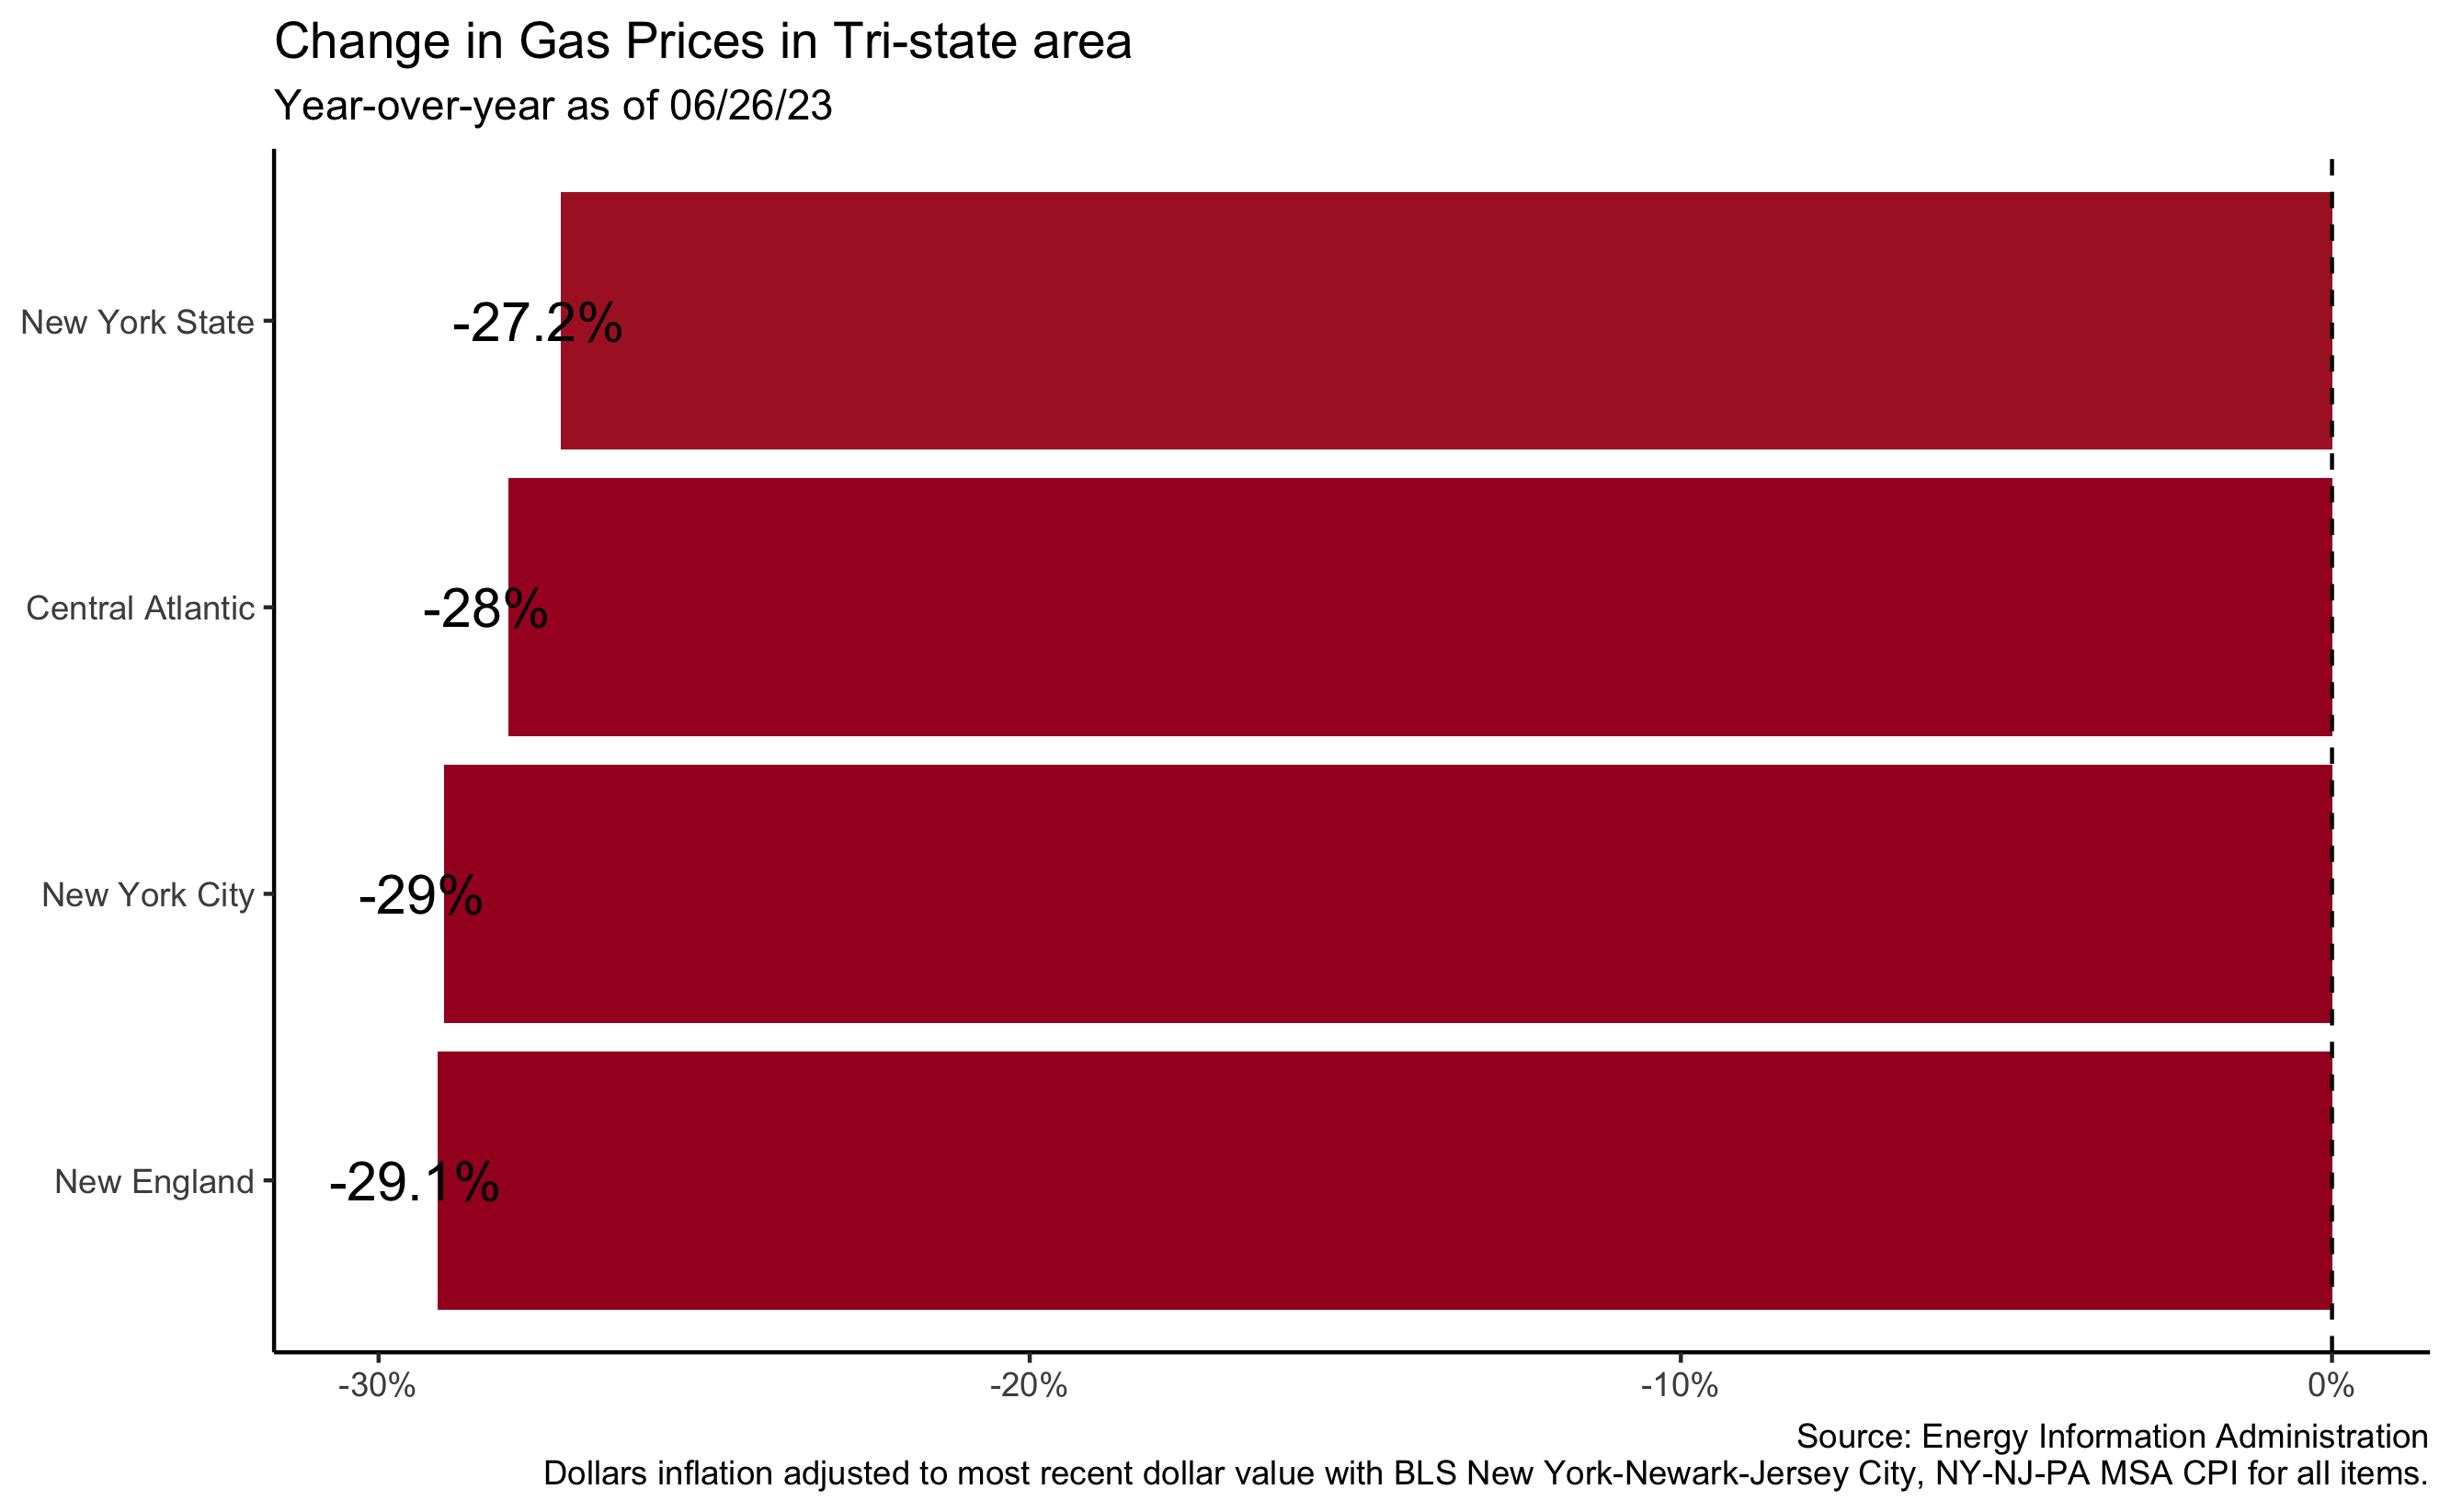 Change in Gas Prices in Tri-state area
Year-over-year as of 06/26/23
New York State
-27.2%
Central Atlantic
-28%
New York City
-29%
New England
-29.1%
-30%
-20%
-10%
0%
Source: Energy Information Administration
Dollars inflation adjusted to most recent dollar value with BLS New York-Newark-Jersey City, NY-NJ-PA MSA CPI for all items.